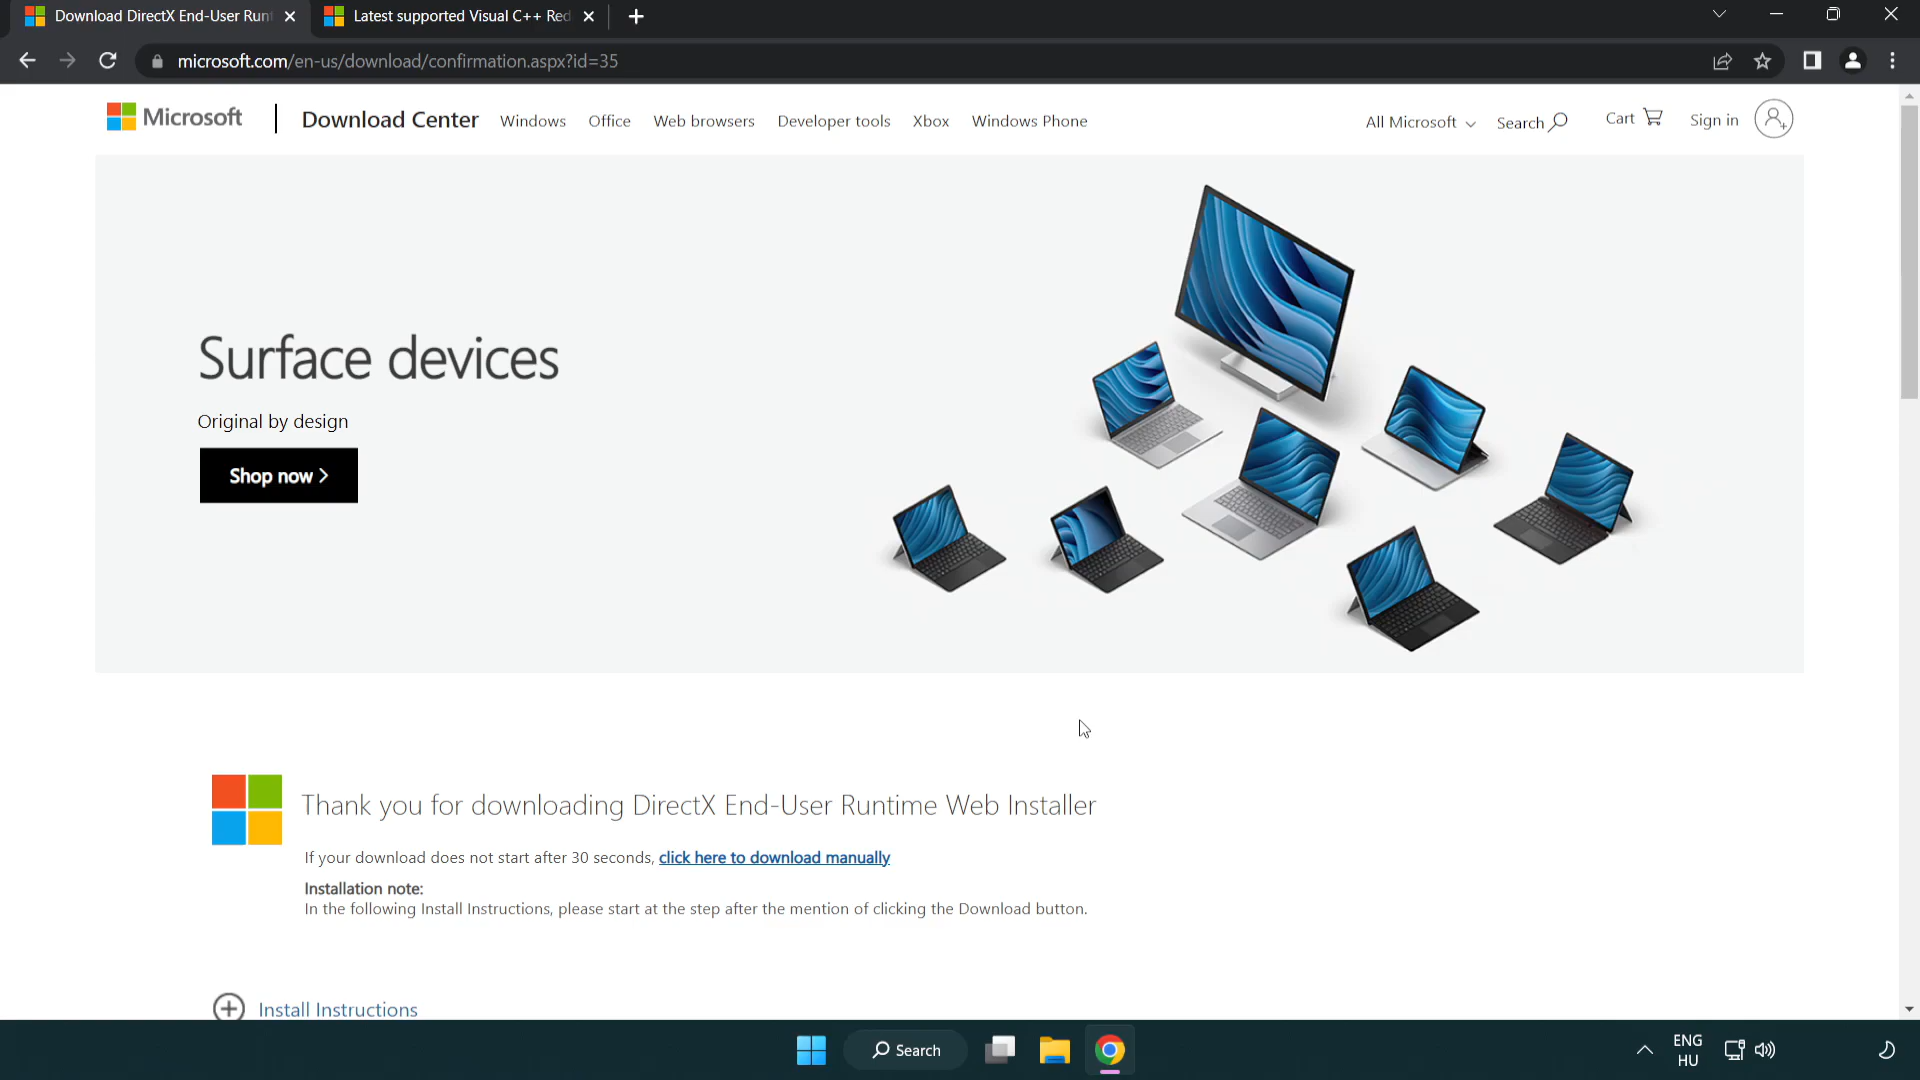 Download DirectX End-User Runt
Latest supported Visual C++ Red
microsoft.com/en-us/download/confirmation.aspx?id=35
Microsoft
Download Center
Windows
Office
Web browsers
Developer tools
Xbox
Windows Phone
All Microsoft
Search
Cart
Sign in
Surface devices
Original by design
Shop now
Thank you for downloading DirectX End-User Runtime Web Installer
If your download does not start after 30 seconds, click here to download manually
Installation note:
In the following Install Instructions, please start at the step after the mention of clicking the Download button.
Install Instructions
Search
ENG
HU